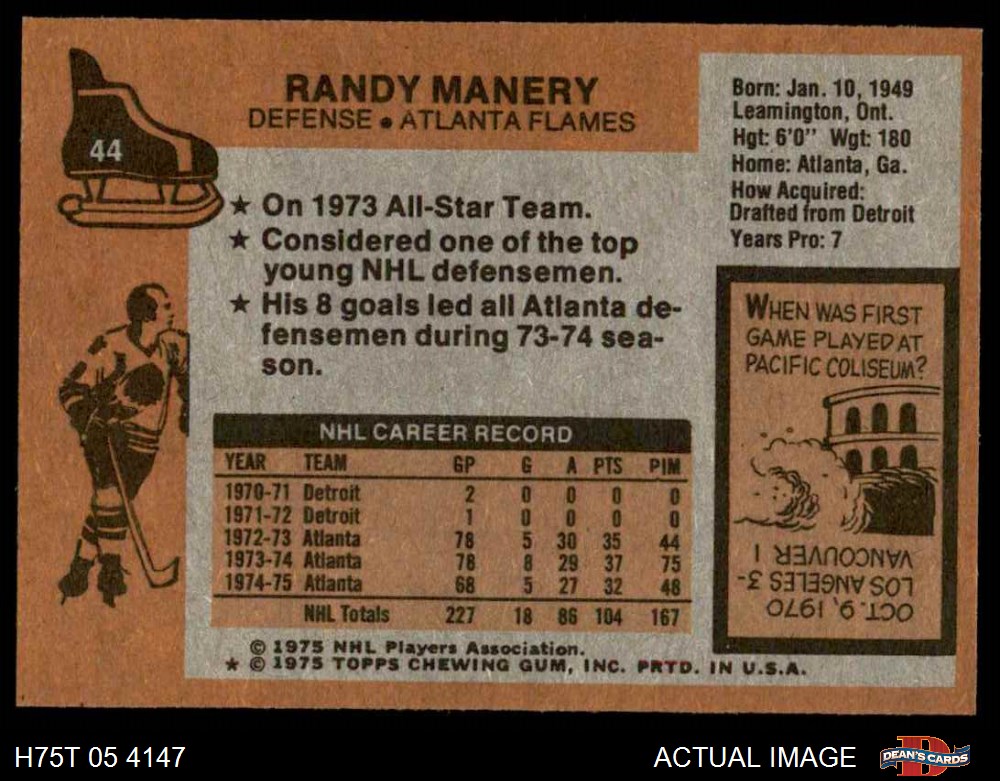 RANDY MANERY
DEFENSE • ATLANTA FLAMES
44
Born: Jan. 10, 1949
Leamington, Ont.
Hgt: 6'0" Wgt: 180
Home: Atlanta, Ga.
How Acquired:
Drafted from Detroit
Years Pro: 7
★ On 1973 All-Star Team.
★ Considered one of the top
young NHL defensemen.
★ His 8 goals led all Atlanta de-
fensemen during 73-74 sea-
son.
WHEN WAS FIRST
GAME PLAYED AT
PACIFIC COLISEUM?
OCT. 9, 1970
LOS ANGELES 3-
VANCOUVER 1
NHL CAREER RECORD
YEAR TEAM GP G A PTS PIM
1970-71 Detroit 2 0 0 0 0
1971-72 Detroit 1 0 0 0 0
1972-73 Atlanta 78 5 30 35 44
1973-74 Atlanta 78 8 29 37 75
1974-75 Atlanta 68 5 27 32 48
NHL Totals 227 18 86 104 167
© 1975 NHL Players Association.
★ © 1975 TOPPS CHEWING GUM, INC. PRTD. IN U.S.A.
H75T 05 4147
ACTUAL IMAGE
DEAN'S CARDS